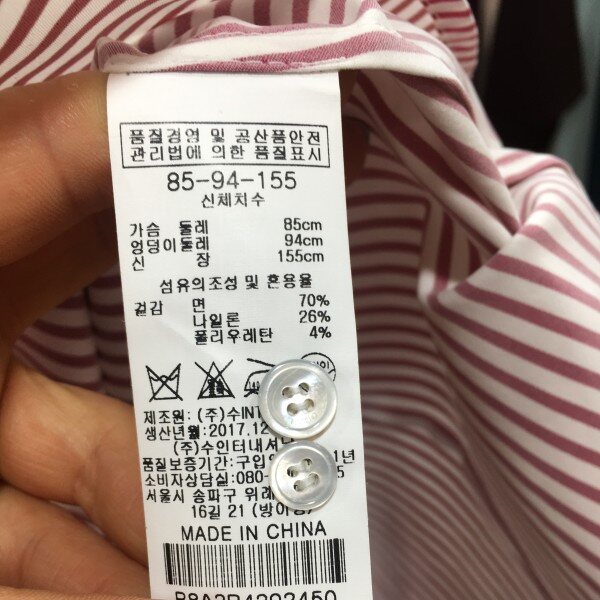 품질경영 및 공산품안전
관리법에 의한 품질표시
85-94-155
신체치수
가슴 둘레 85cm
엉덩이둘레 94cm
신 장 155cm
섬유의조성 및 혼용율
겉감 면 70%
나일론 26%
폴리우레탄 4%
제조원: (주)수INT
생산년월: 2017.12
(주)수인터내셔
품질보증기간: 구입 1년
소비자상담실: 080- 5
서울시 송파구 위례
16길 21 (방이동)
MADE IN CHINA